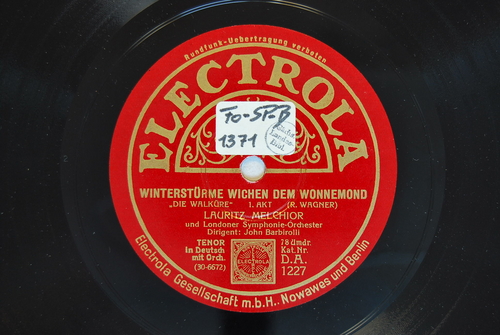 Rundfunk-Uebertragung verboten
ELECTROLA
To-SP-B
1371
WINTERSTÜRME WICHEN DEM WONNEMOND
„DIE WALKÜRE" 1. AKT (R. WAGNER)
LAURITZ MELCHIOR
und Londoner Symphonie-Orchester
Dirigent: John Barbirolli
TENOR
in Deutsch
mit Orch.
(30-6672)
ELECTROLA
78 Umdr.
Kat. Nr.
D.A.
1227
Electrola Gesellschaft m.b.H. Nowawes und Berlin